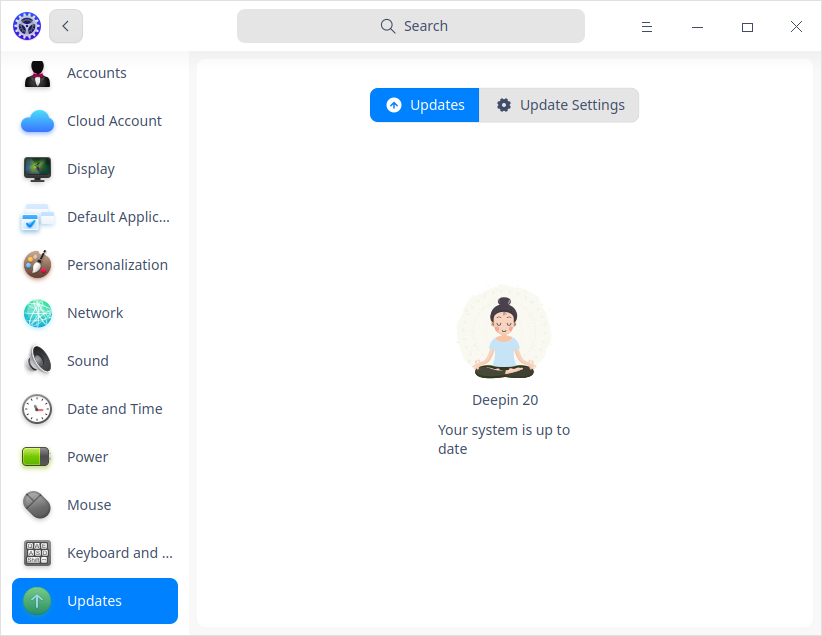 Search
Accounts
Cloud Account
Display
Default Applic...
Personalization
Network
Sound
Date and Time
Power
Mouse
Keyboard and ...
Updates
Updates
Update Settings
Deepin 20
Your system is up to
date